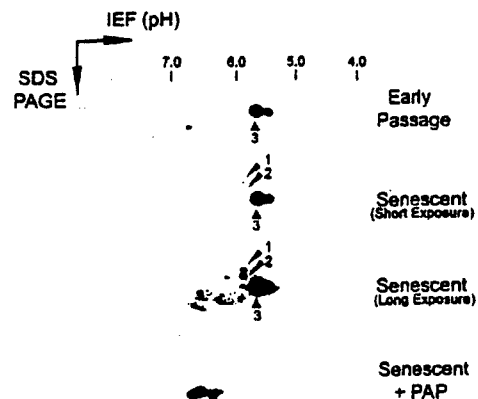 IEF (pH)
SDS
PAGE
7.0 6.0 5.0 4.0
Early
Passage
3
1
2
Senescent
(Short Exposure)
3
1
2
Senescent
(Long Exposure)
3
Senescent
+ PAP